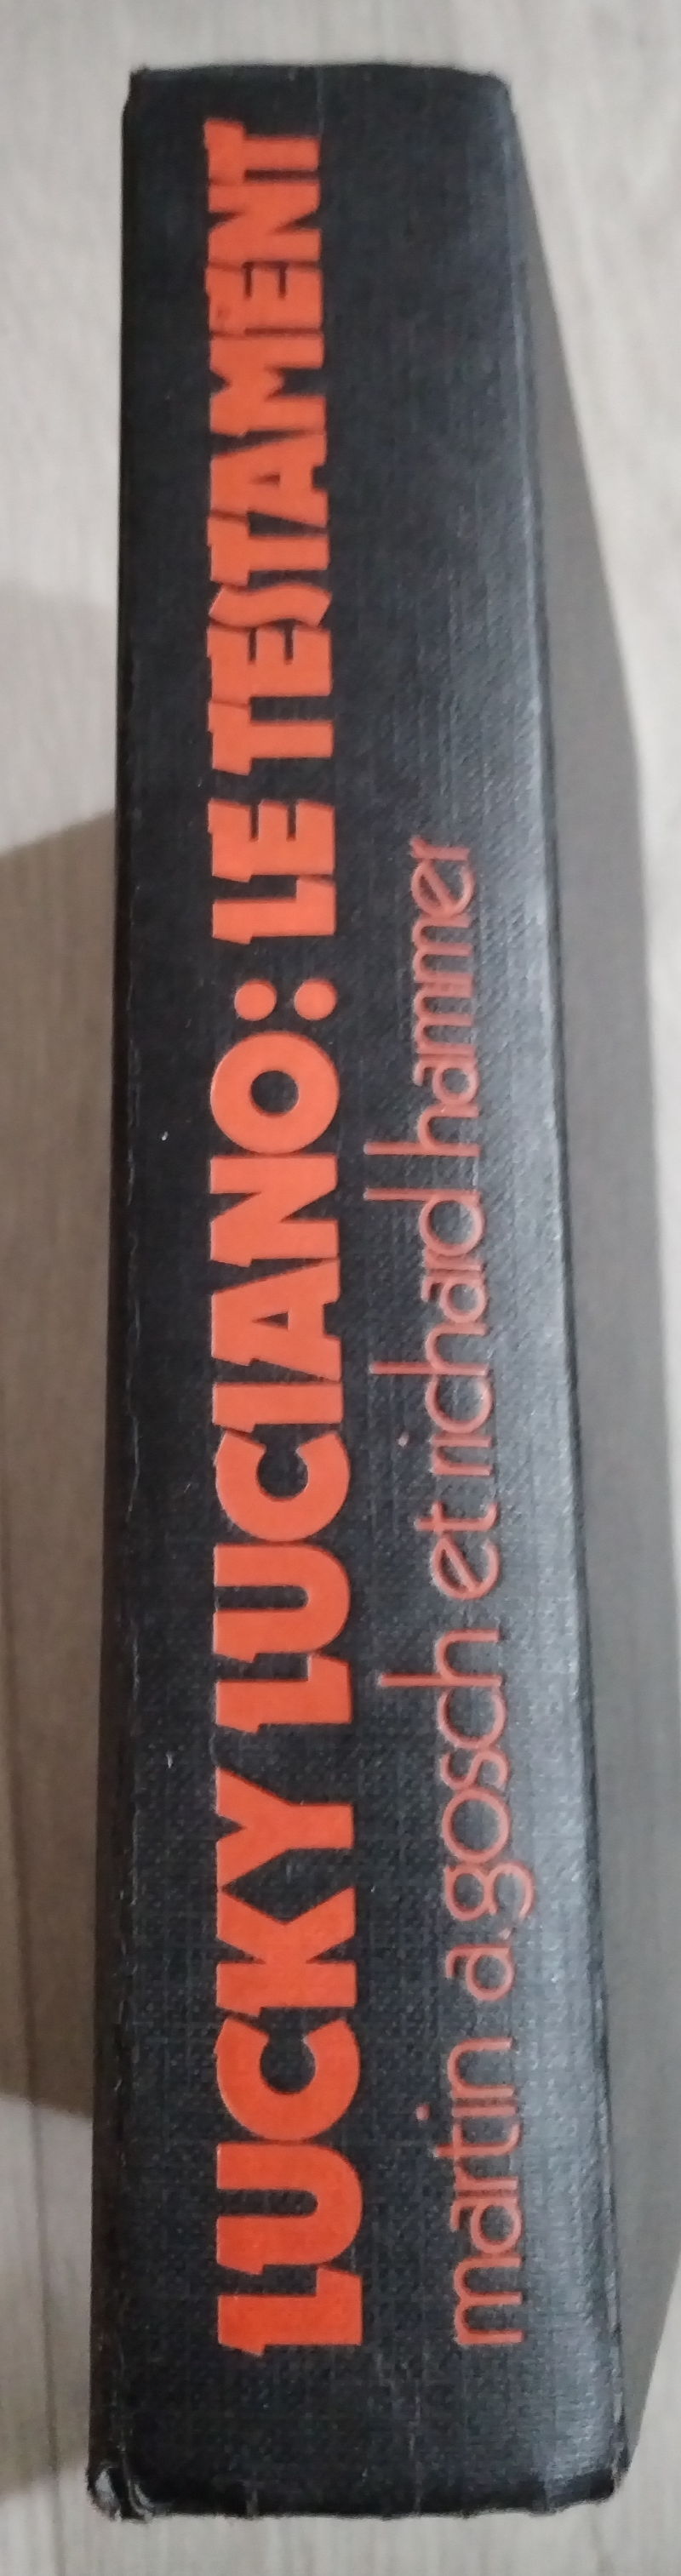 LUCKY LUCIANO: LE TESTAMENT
martin a.gosch et richard hammer